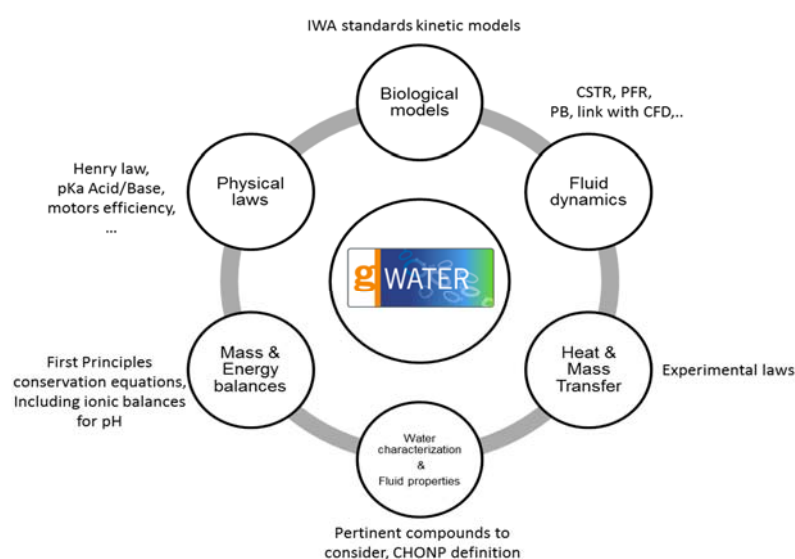 IWA standards kinetic models
Biological
models
CSTR, PFR,
PB, link with CFD,..
Fluid
dynamics
Heat &
Mass
Transfer
Experimental laws
Water
characterization
&
Fluid properties
Pertinent compounds to
consider, CHONP definition
Mass &
Energy
balances
First Principles
conservation equations,
Including ionic balances
for pH
Physical
laws
Henry law,
pKa Acid/Base,
motors efficiency,
...
g WATER